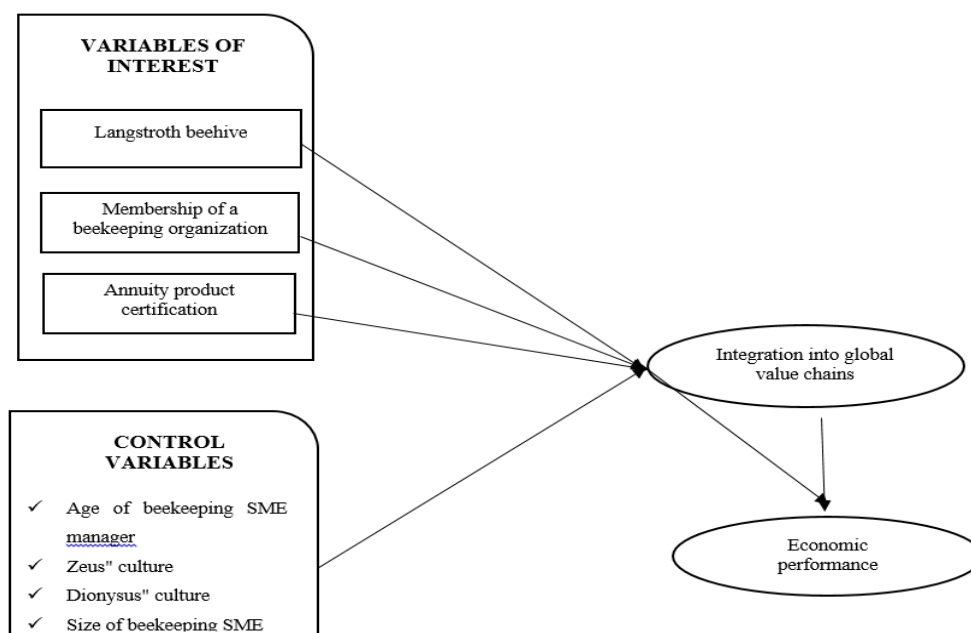 VARIABLES OF
INTEREST
Langstroth beehive
Membership of a
beekeeping organization
Annuity product
certification
Integration into global
value chains
CONTROL
VARIABLES
✓ Age of beekeeping SME
manager
✓ Zeus" culture
✓ Dionysus" culture
✓ Size of beekeeping SME
Economic
performance